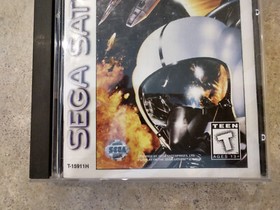 SEGA SAT
TEEN
T
AGES 13+
SEGA
T-15911H